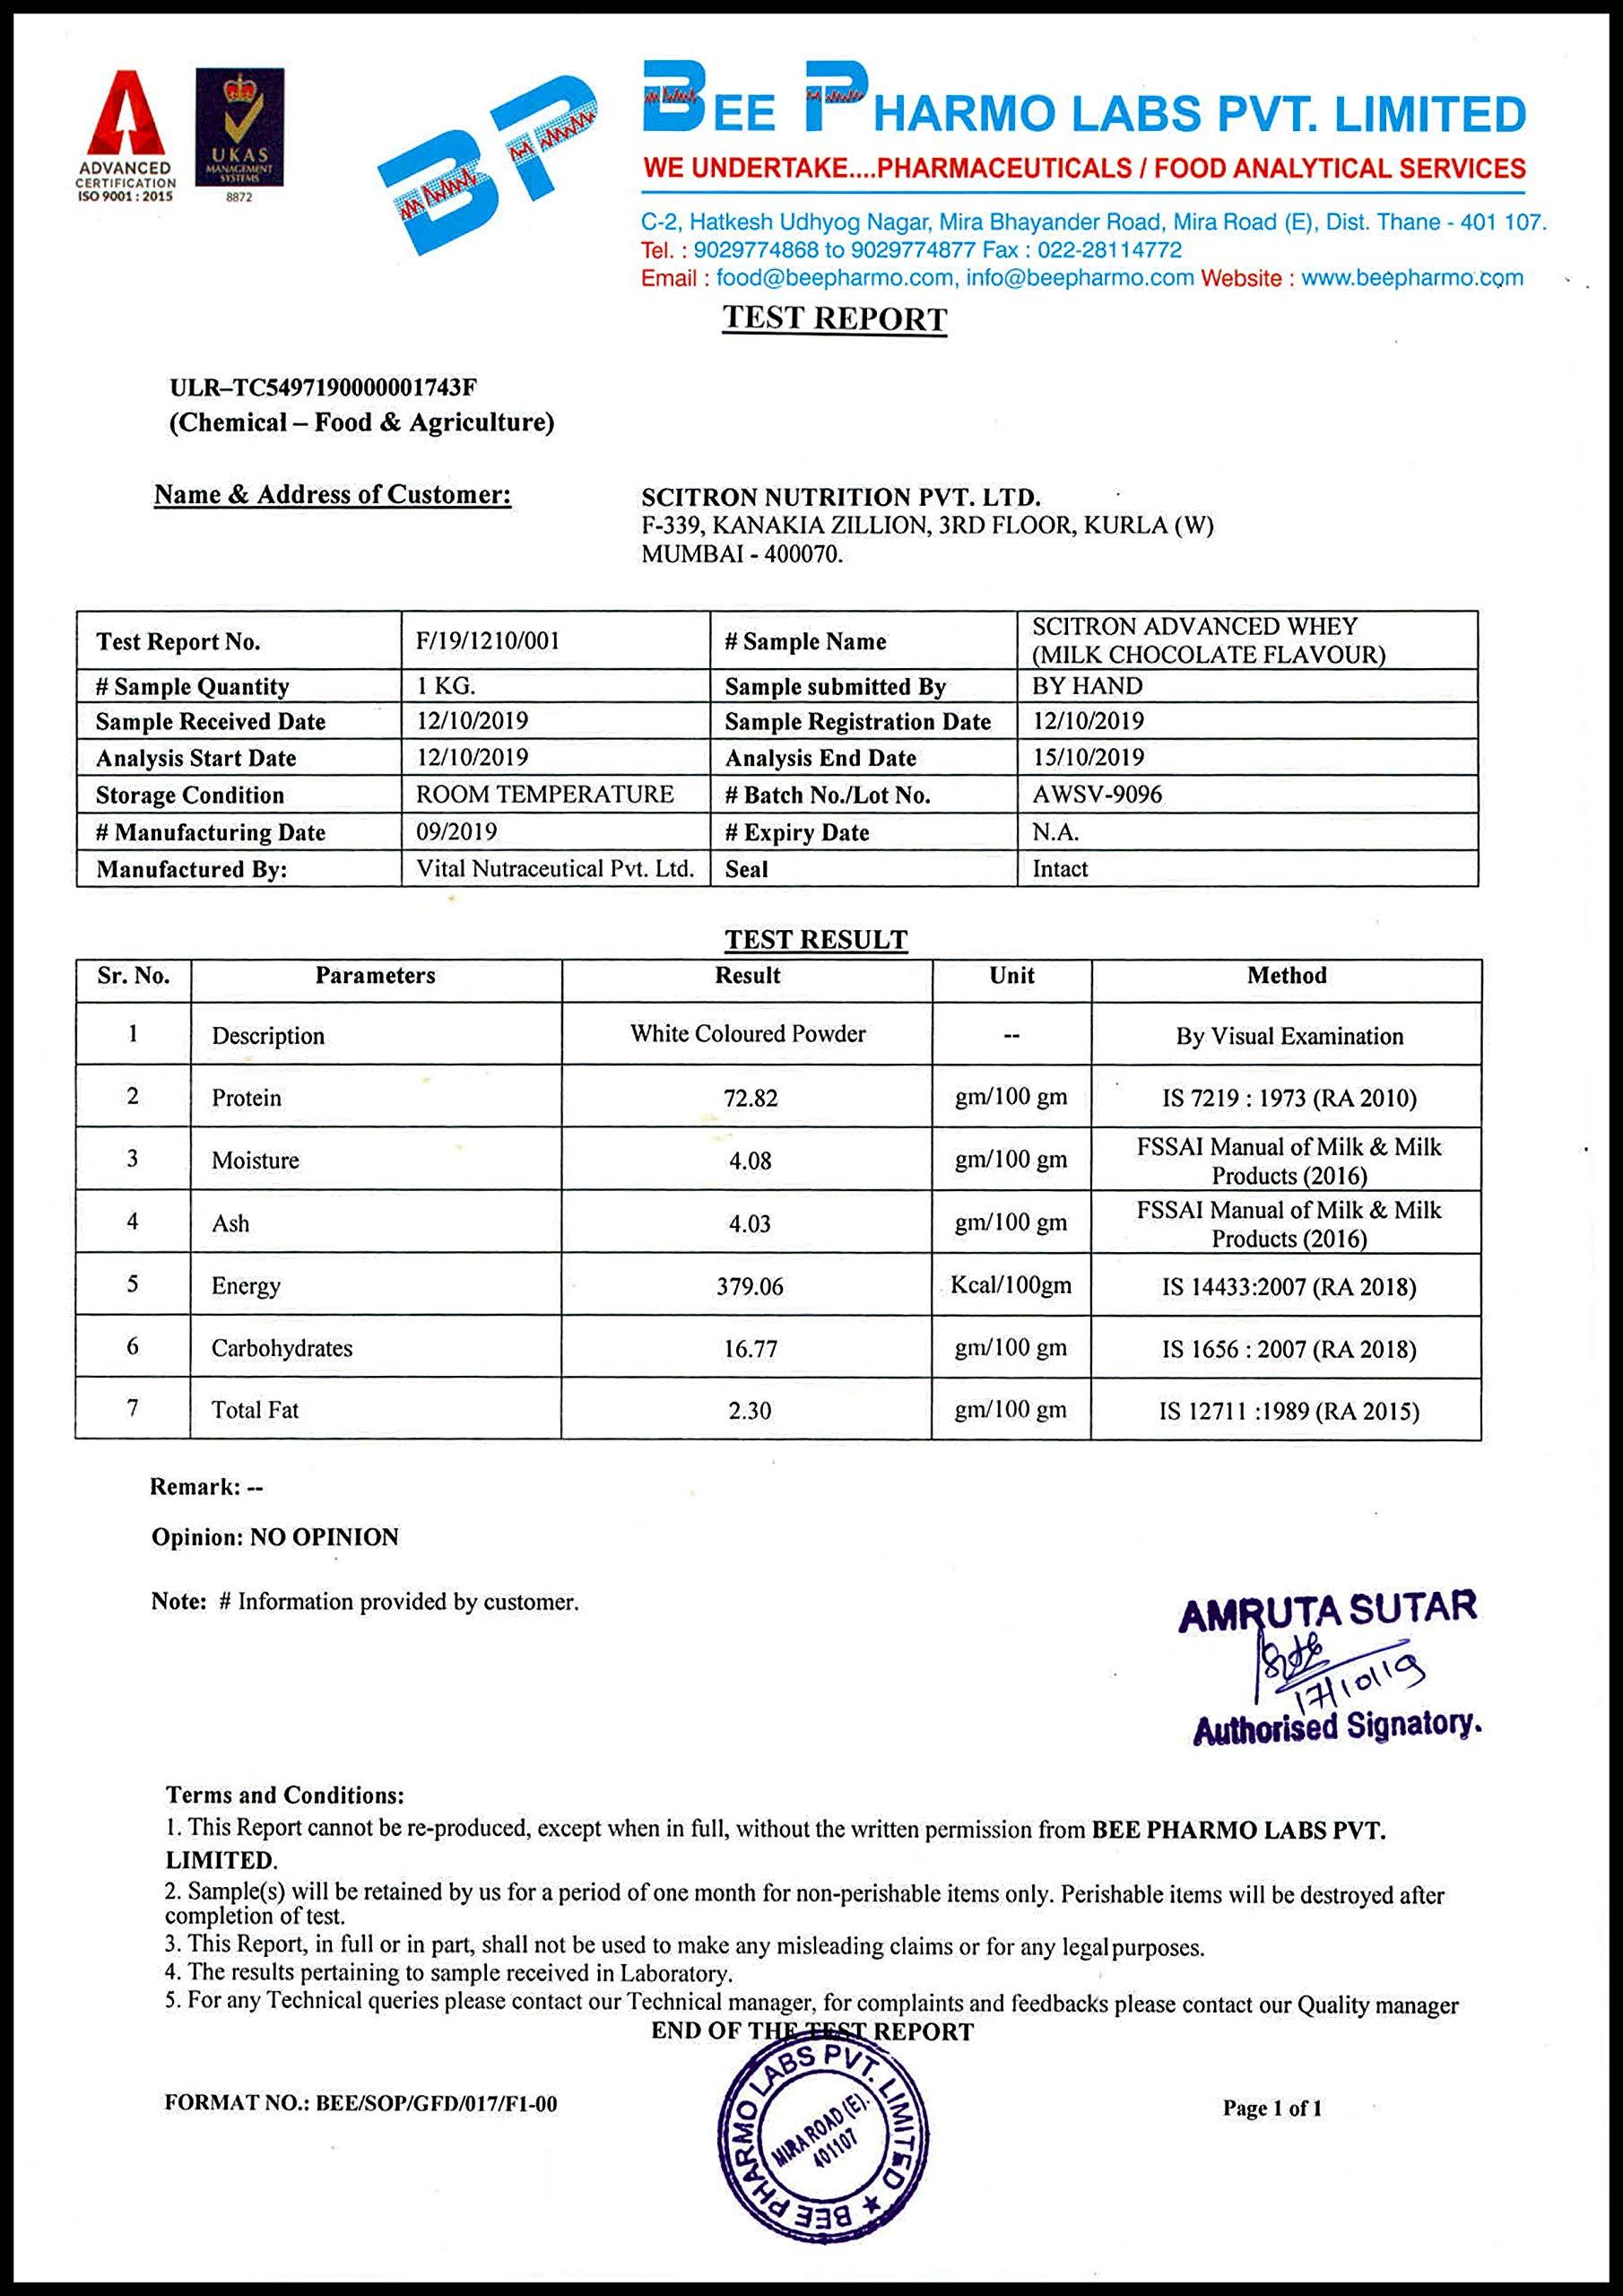 ADVANCED
CERTIFICATION
ISO 9001 : 2015
UKAS
MANAGEMENT
SYSTEMS
8872
BP
BEE PHARMO LABS PVT. LIMITED
WE UNDERTAKE....PHARMACEUTICALS / FOOD ANALYTICAL SERVICES
C-2, Hatkesh Udhyog Nagar, Mira Bhayander Road, Mira Road (E), Dist. Thane - 401 107.
Tel. : 9029774868 to 9029774877 Fax : 022-28114772
Email : food@beepharmo.com, info@beepharmo.com Website : www.beepharmo.com
TEST REPORT
ULR–TC5497190000001743F
(Chemical – Food & Agriculture)
Name & Address of Customer:
SCITRON NUTRITION PVT. LTD.
F-339, KANAKIA ZILLION, 3RD FLOOR, KURLA (W)
MUMBAI - 400070.
Test Report No. F/19/1210/001 # Sample Name SCITRON ADVANCED WHEY
(MILK CHOCOLATE FLAVOUR)
# Sample Quantity 1 KG. Sample submitted By BY HAND
Sample Received Date 12/10/2019 Sample Registration Date 12/10/2019
Analysis Start Date 12/10/2019 Analysis End Date 15/10/2019
Storage Condition ROOM TEMPERATURE # Batch No./Lot No. AWSV-9096
# Manufacturing Date 09/2019 # Expiry Date N.A.
Manufactured By: Vital Nutraceutical Pvt. Ltd. Seal Intact
TEST RESULT
Sr. No. Parameters Result Unit Method
1 Description White Coloured Powder -- By Visual Examination
2 Protein 72.82 gm/100 gm IS 7219 : 1973 (RA 2010)
3 Moisture 4.08 gm/100 gm FSSAI Manual of Milk & Milk
Products (2016)
4 Ash 4.03 gm/100 gm FSSAI Manual of Milk & Milk
Products (2016)
5 Energy 379.06 Kcal/100gm IS 14433:2007 (RA 2018)
6 Carbohydrates 16.77 gm/100 gm IS 1656 : 2007 (RA 2018)
7 Total Fat 2.30 gm/100 gm IS 12711 :1989 (RA 2015)
Remark: --
Opinion: NO OPINION
Note: # Information provided by customer.
AMRUTA SUTAR
17/10/19
Authorised Signatory.
Terms and Conditions:
1. This Report cannot be re-produced, except when in full, without the written permission from BEE PHARMO LABS PVT.
LIMITED.
2. Sample(s) will be retained by us for a period of one month for non-perishable items only. Perishable items will be destroyed after
completion of test.
3. This Report, in full or in part, shall not be used to make any misleading claims or for any legal purposes.
4. The results pertaining to sample received in Laboratory.
5. For any Technical queries please contact our Technical manager, for complaints and feedbacks please contact our Quality manager
END OF THE TEST REPORT
FORMAT NO.: BEE/SOP/GFD/017/F1-00
BEE PHARMO LABS PVT. LIMITED ★
MIRA ROAD (E).
401107
Page 1 of 1